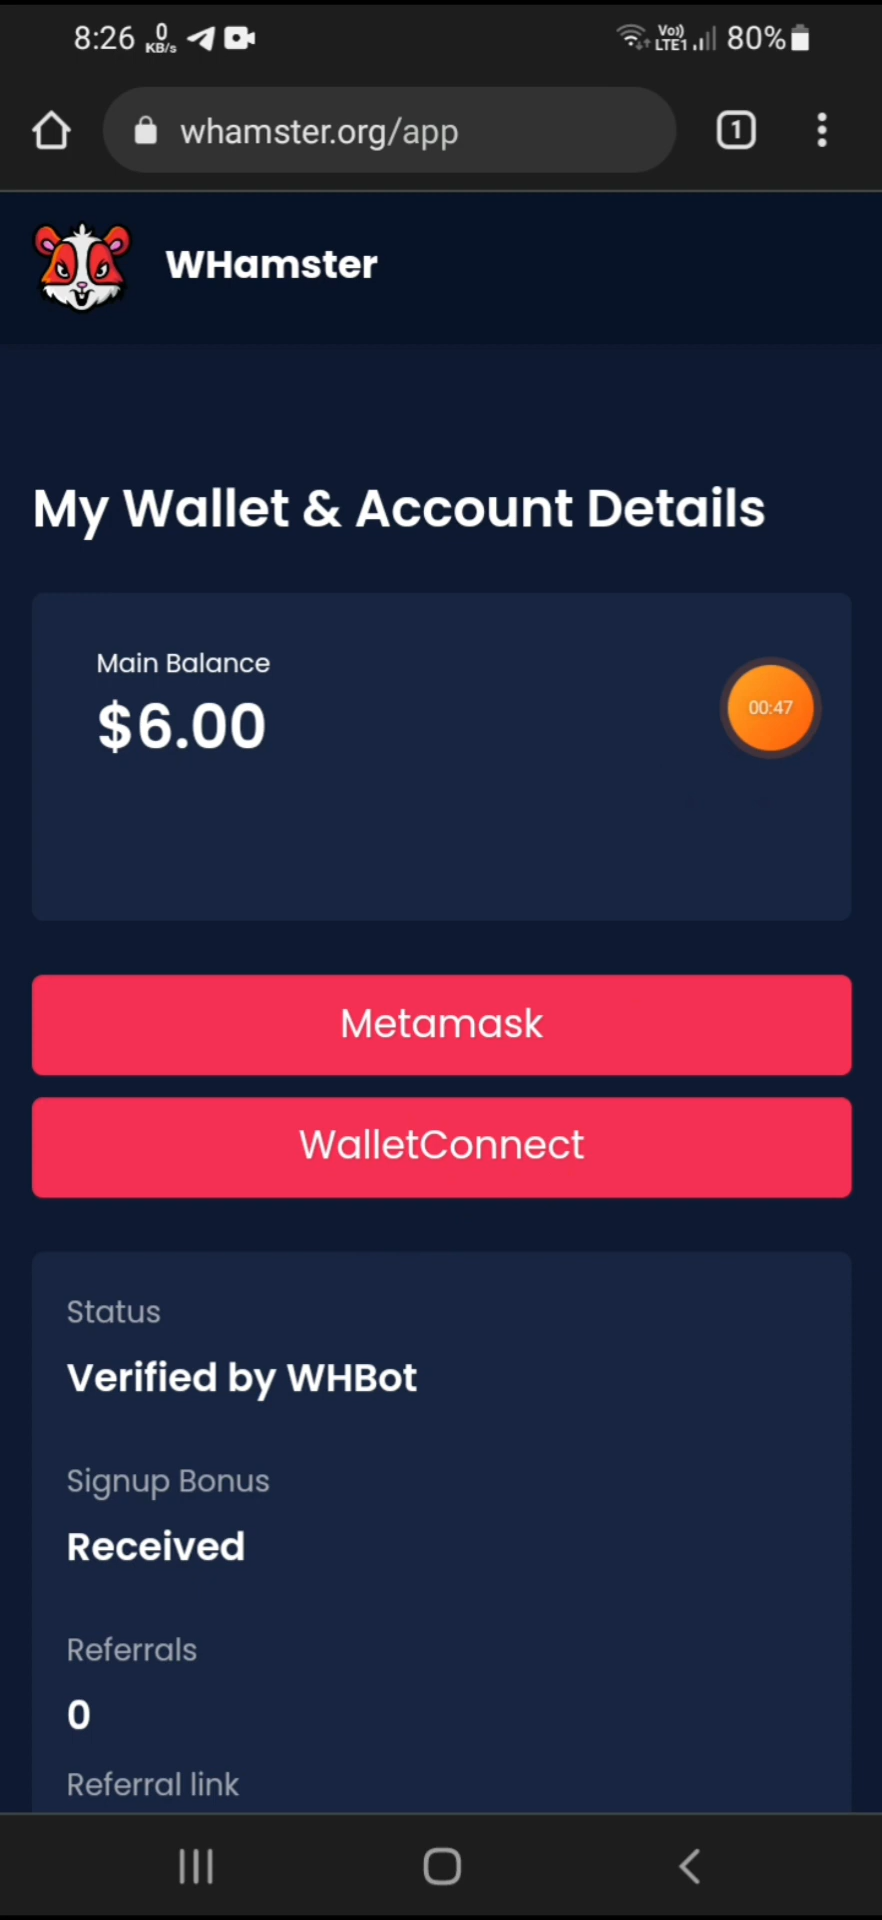 8:26 0 KB/s Vo)) LTE1 80%
whamster.org/app 1
WHamster
My Wallet & Account Details
Main Balance
$6.00
00:47
Metamask
WalletConnect
Status
Verified by WHBot
Signup Bonus
Received
Referrals
0
Referral link